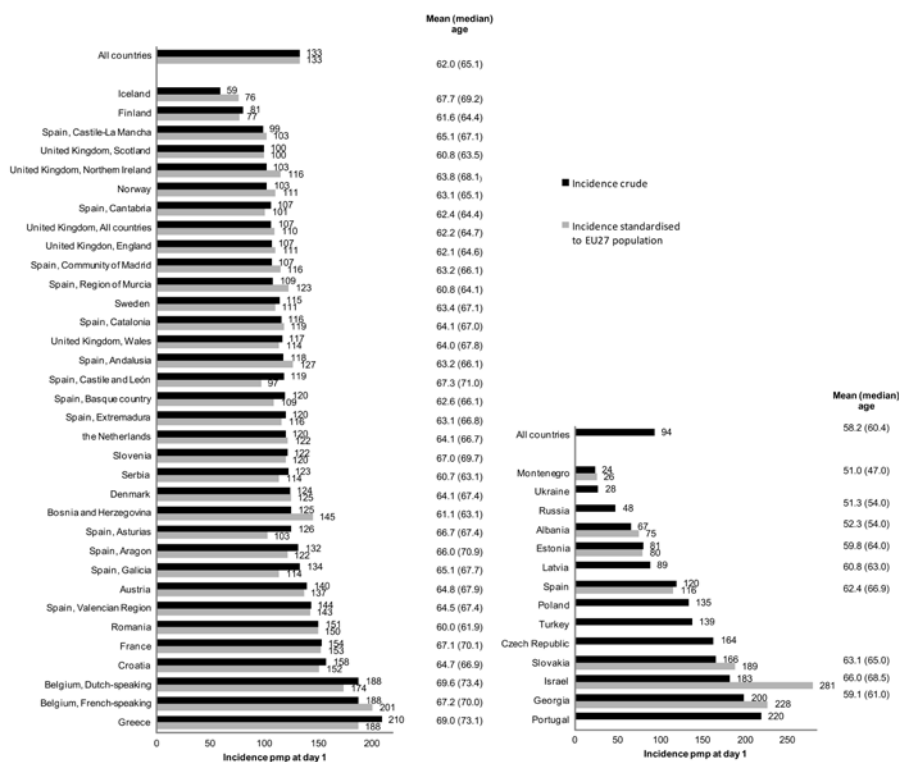 Mean (median)
age
All countries 133 133 62.0 (65.1)
Iceland 59 76 67.7 (69.2)
Finland 81 77 61.6 (64.4)
Spain, Castile-La Mancha 99 103 65.1 (67.1)
United Kingdom, Scotland 100 100 60.8 (63.5)
United Kingdom, Northern Ireland 103 116 63.8 (68.1)
Norway 103 111 63.1 (65.1)
Spain, Cantabria 107 101 62.4 (64.4)
United Kingdom, All countries 107 110 62.2 (64.7)
United Kingdon, England 107 111 62.1 (64.6)
Spain, Community of Madrid 107 116 63.2 (66.1)
Spain, Region of Murcia 109 123 60.8 (64.1)
Sweden 115 111 63.4 (67.1)
Spain, Catalonia 116 119 64.1 (67.0)
United Kingdom, Wales 117 114 64.0 (67.8)
Spain, Andalusia 118 127 63.2 (66.1)
Spain, Castile and León 119 97 67.3 (71.0)
Spain, Basque country 120 109 62.6 (66.1)
Spain, Extremadura 120 116 63.1 (66.8)
the Netherlands 120 122 64.1 (66.7)
Slovenia 122 120 67.0 (69.7)
Serbia 123 114 60.7 (63.1)
Denmark 124 125 64.1 (67.4)
Bosnia and Herzegovina 125 145 61.1 (63.1)
Spain, Asturias 126 103 66.7 (67.4)
Spain, Aragon 132 122 66.0 (70.9)
Spain, Galicia 134 114 65.1 (67.7)
Austria 140 137 64.8 (67.9)
Spain, Valencian Region 144 143 64.5 (67.4)
Romania 151 150 60.0 (61.9)
France 154 153 67.1 (70.1)
Croatia 158 152 64.7 (66.9)
Belgium, Dutch-speaking 188 174 69.6 (73.4)
Belgium, French-speaking 188 201 67.2 (70.0)
Greece 210 188 69.0 (73.1)
0 50 100 150 200
Incidence pmp at day 1
Incidence crude
Incidence standardised
to EU27 population
Mean (median)
age
All countries 94 58.2 (60.4)
Montenegro 24 26 51.0 (47.0)
Ukraine 28
Russia 48 51.3 (54.0)
Albania 67 75 52.3 (54.0)
Estonia 81 80 59.8 (64.0)
Latvia 89 60.8 (63.0)
Spain 120 116 62.4 (66.9)
Poland 135
Turkey 139
Czech Republic 164
Slovakia 166 189 63.1 (65.0)
Israel 183 281 66.0 (68.5)
Georgia 200 228 59.1 (61.0)
Portugal 220
0 50 100 150 200 250
Incidence pmp at day 1